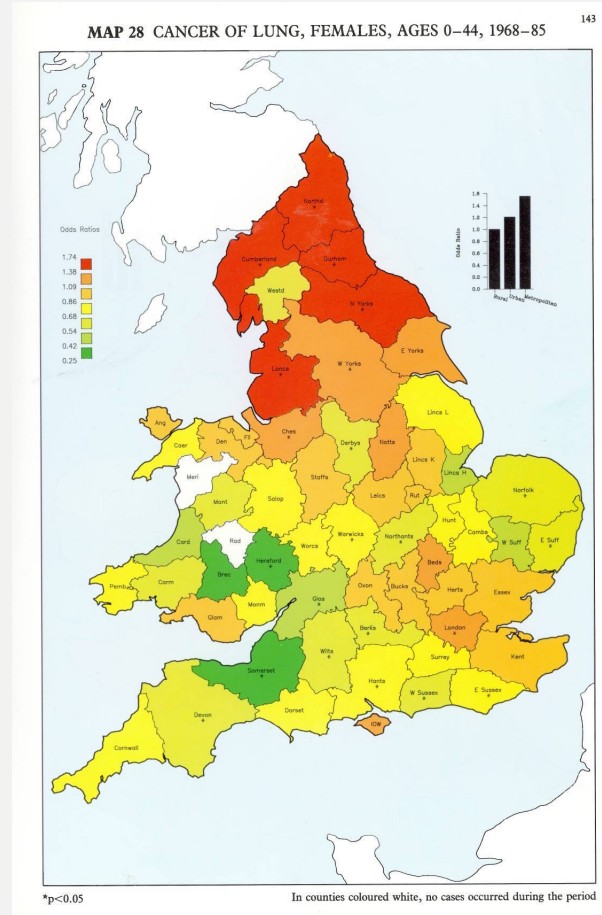 143
MAP 28 CANCER OF LUNG, FEMALES, AGES 0–44, 1968–85
Northd
*
Odds Ratios
1.74
1.38
1.09
0.86
0.68
0.54
0.42
0.25
Odds Ratio
1.8
1.6
1.4
1.2
1.0
0.8
0.6
0.4
0.2
0.0
Rural
Urban
Metropolitan
Cumberland
*
Durham
*
Westd
N Yorks
*
Lancs
*
W Yorks
*
E Yorks
Lincs L
Ang
Caer
Den
Fl
Ches
*
Derbys
*
Notts
*
Lincs K
Lincs H
Meri
Mont
Salop
Staffs
Leics
Rut
Norfolk
*
Card
Rad
Hereford
*
Worcs
Warwicks
*
Northants
*
Hunt
Cambs
W Suff
*
E Suff
*
Pemb
Carm
Brec
*
Glam
Monm
Glos
*
Oxon
Bucks
Beds
*
Herts
Essex
Somerset
*
Wilts
*
Berks
*
London
*
Surrey
Kent
Devon
*
Dorset
Hants
*
W Sussex
*
E Sussex
*
IOW
*
Cornwall
*p<0.05
In counties coloured white, no cases occurred during the period